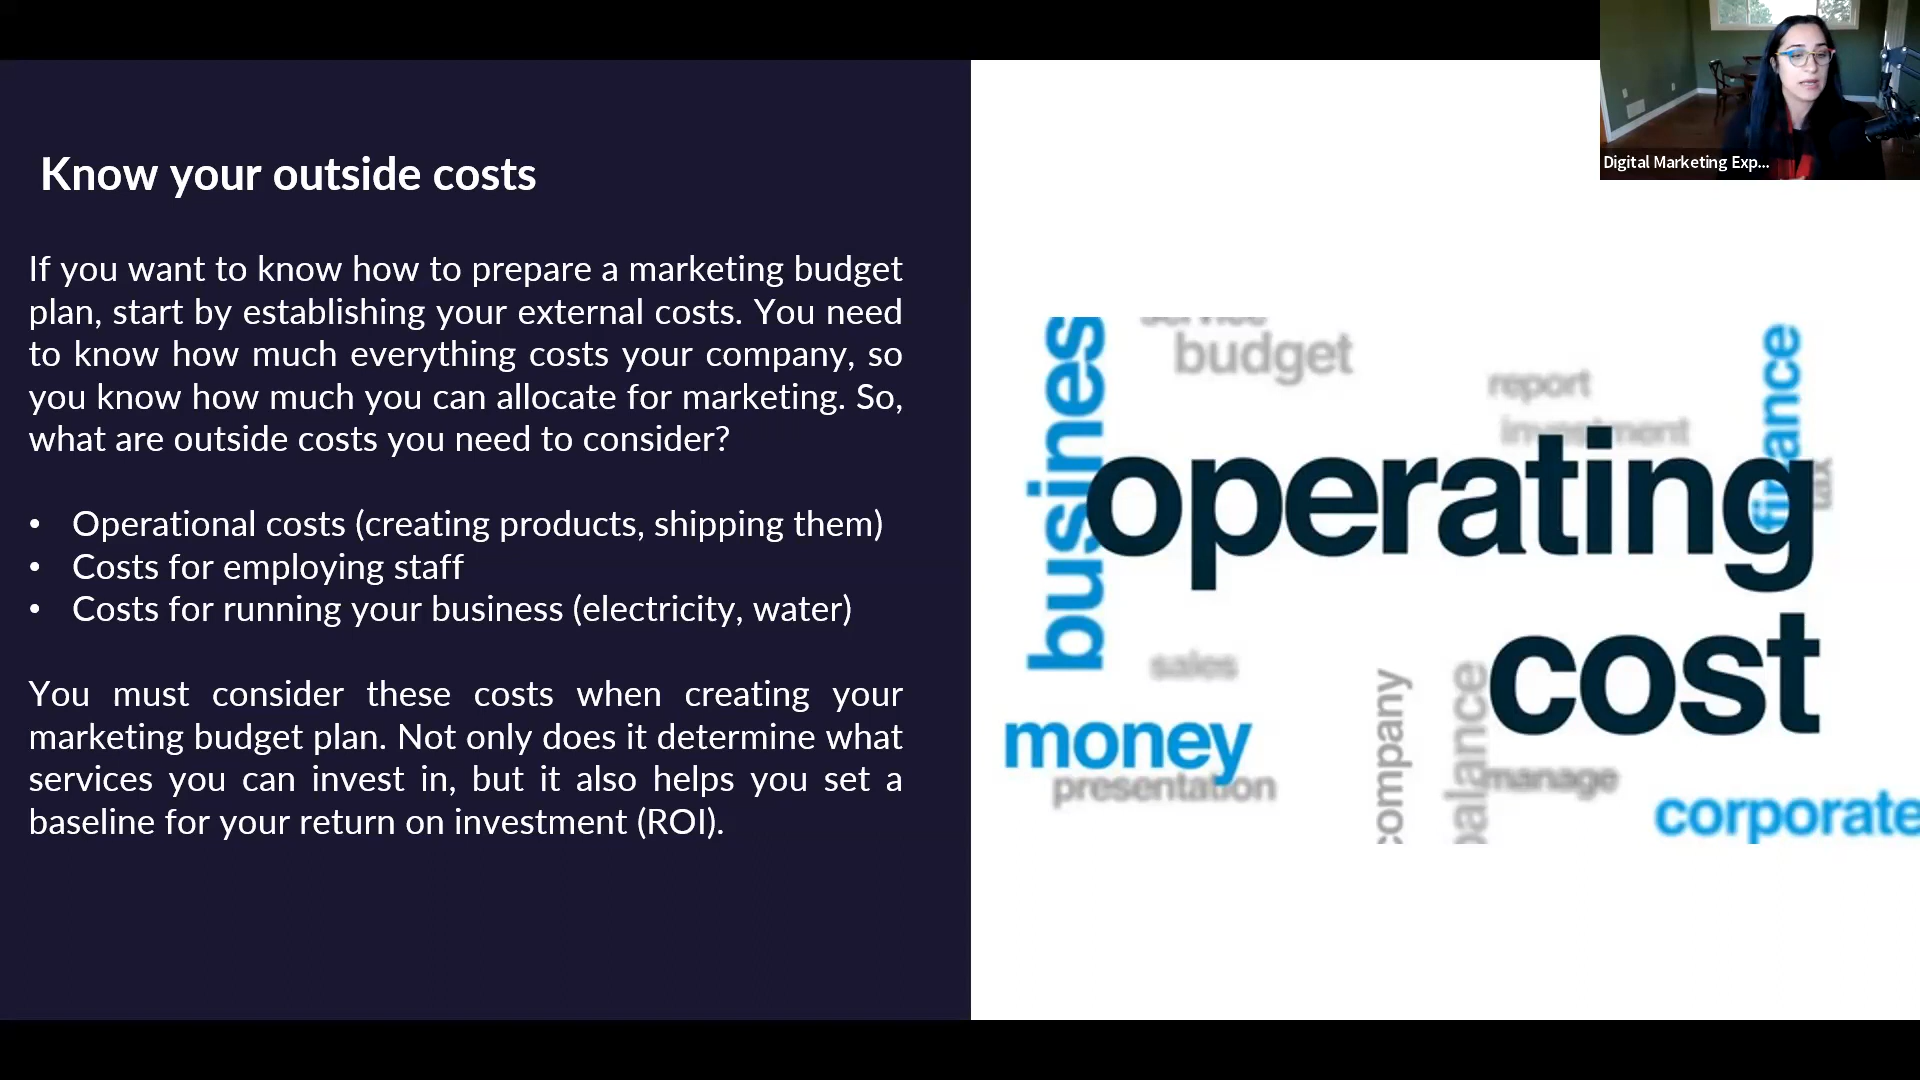 Digital Marketing Exp...
Know your outside costs
If you want to know how to prepare a marketing budget
plan, start by establishing your external costs. You need
to know how much everything costs your company, so
you know how much you can allocate for marketing. So,
what are outside costs you need to consider?
• Operational costs (creating products, shipping them)
• Costs for employing staff
• Costs for running your business (electricity, water)
You must consider these costs when creating your
marketing budget plan. Not only does it determine what
services you can invest in, but it also helps you set a
baseline for your return on investment (ROI).
service
budget
report
investment
finance
tax
business
operating
cost
sales
money
presentation
company
balance
manage
corporate